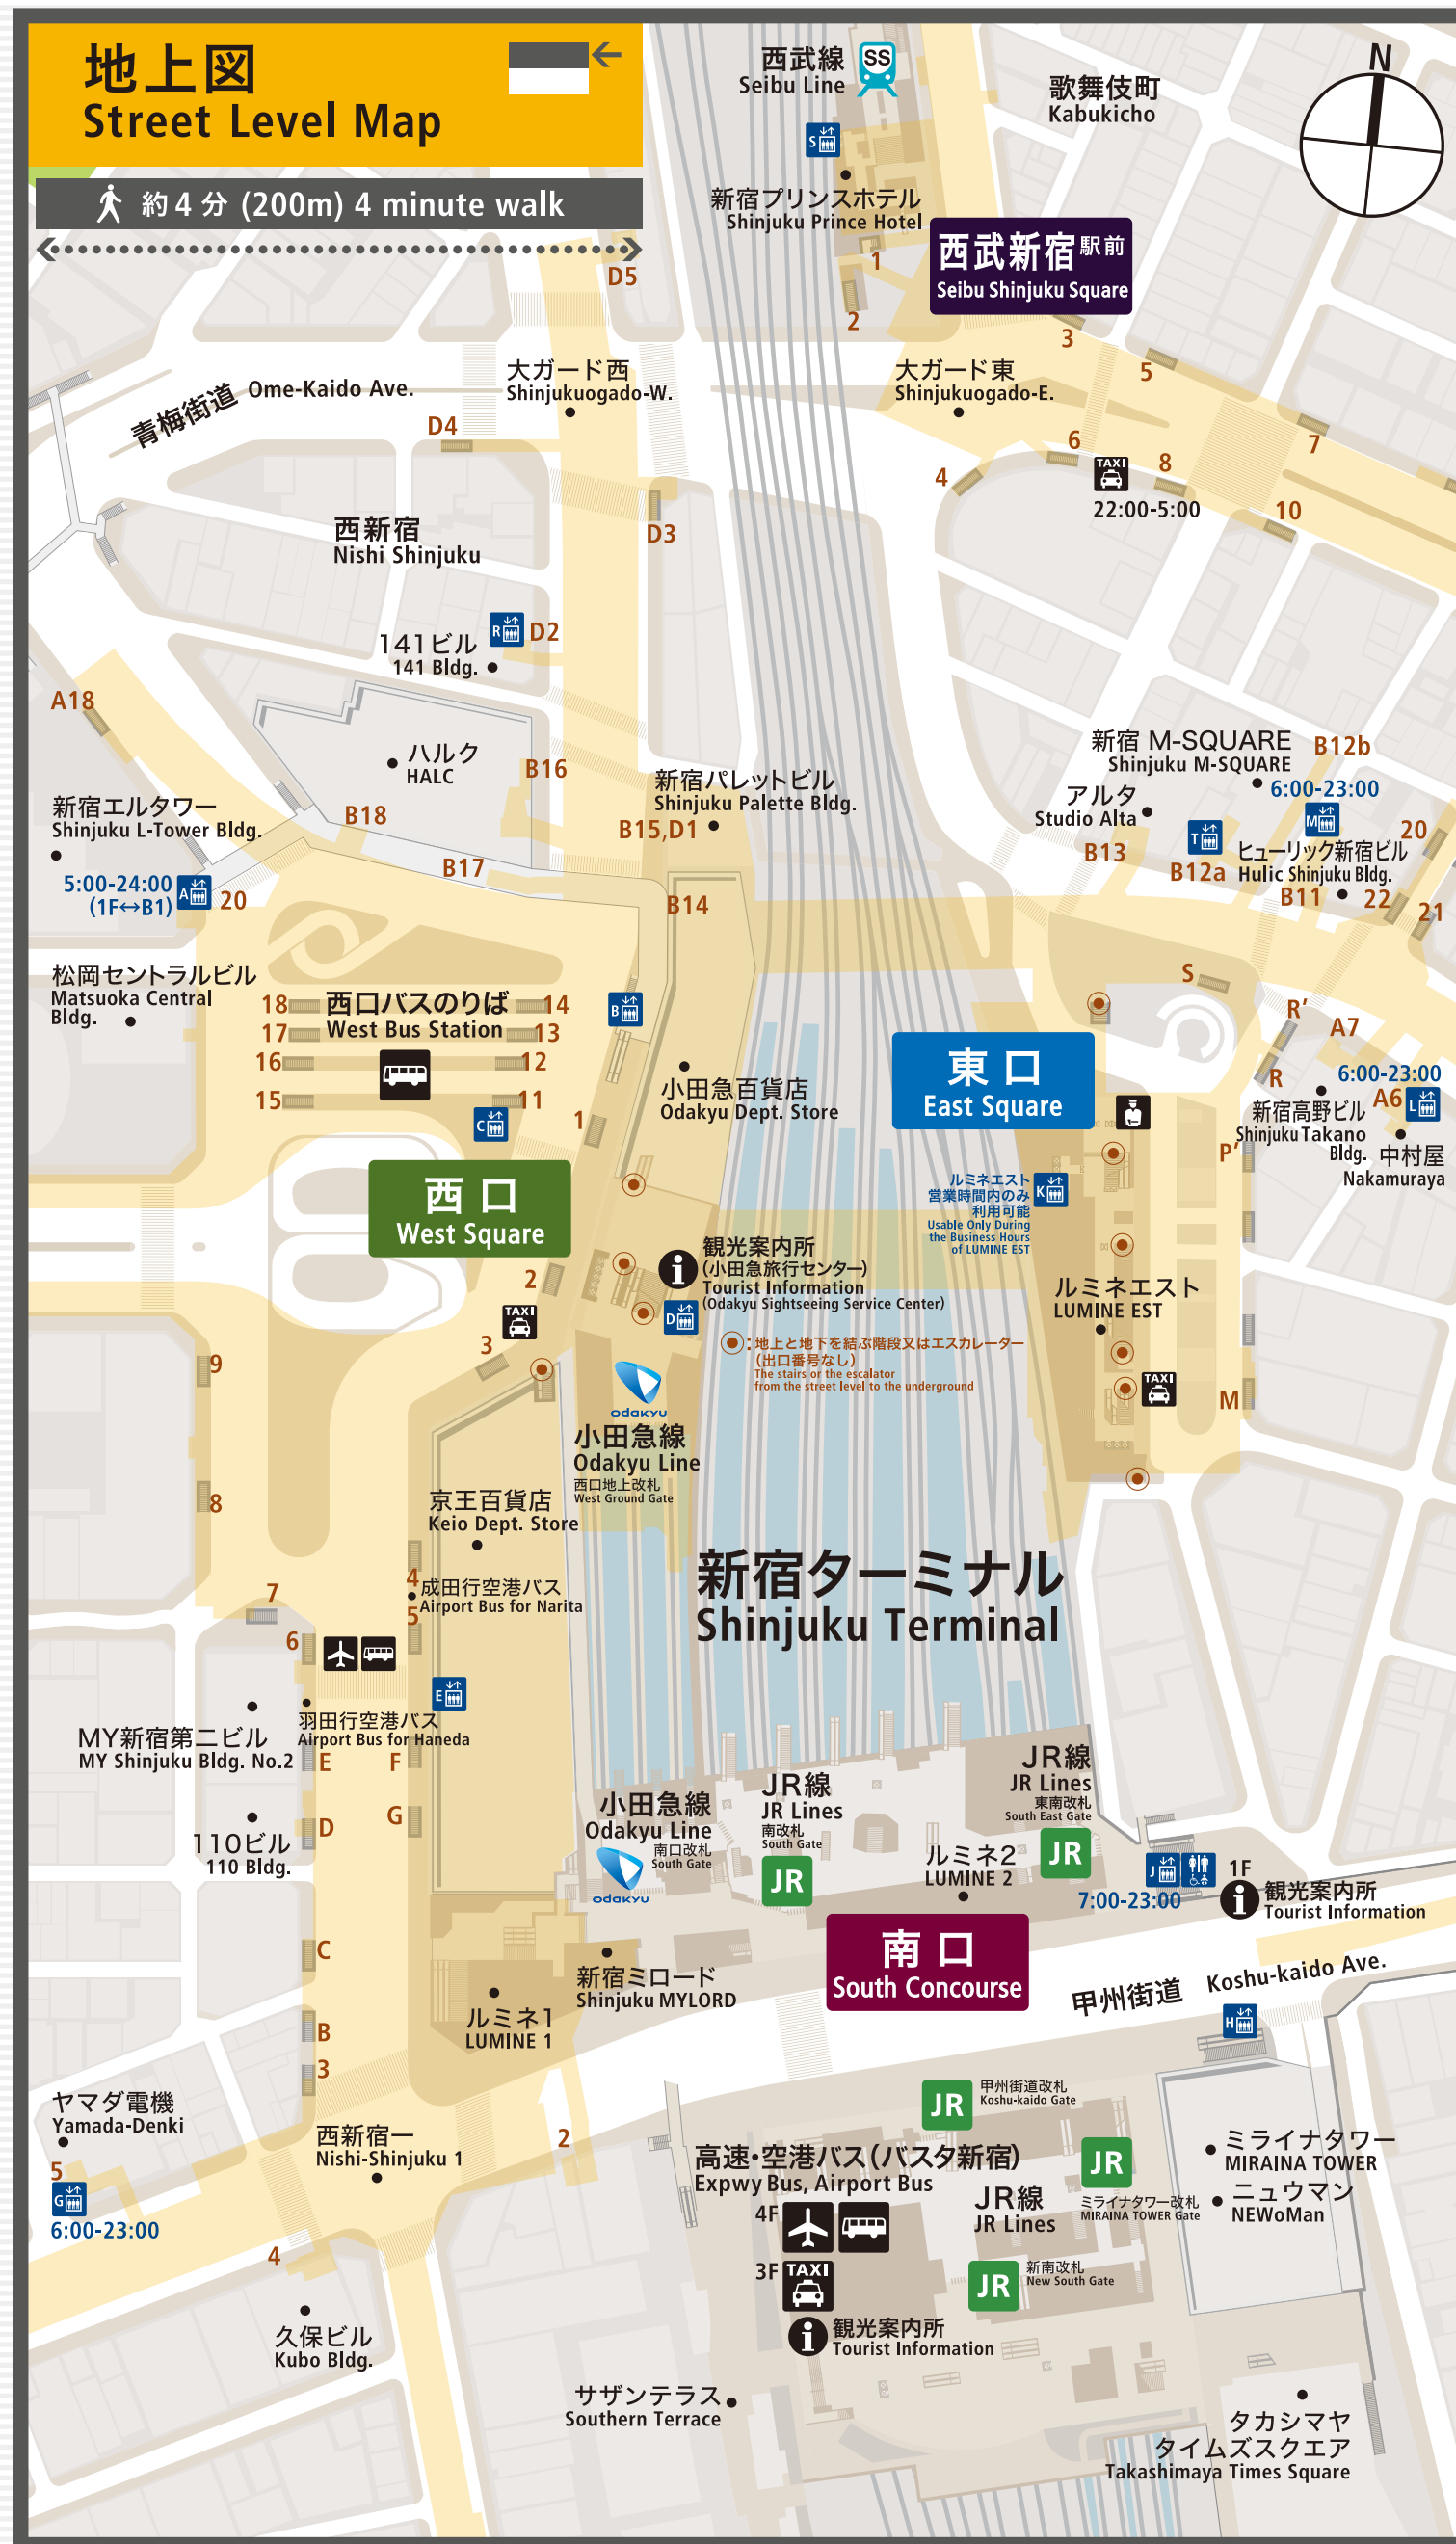 地上図
Street Level Map
約4分 (200m) 4 minute walk
西武線
Seibu Line
SS
歌舞伎町
Kabukicho
N
S
新宿プリンスホテル
Shinjuku Prince Hotel
西武新宿駅前
Seibu Shinjuku Square
1
2
3
5
7
D5
大ガード西
Shinjukuogado-W.
大ガード東
Shinjukuogado-E.
青梅街道 Ome-Kaido Ave.
D4
D3
4
6
TAXI
8
22:00-5:00
10
西新宿
Nishi Shinjuku
R
D2
141ビル
141 Bldg.
A18
ハルク
HALC
B16
B18
B17
新宿エルタワー
Shinjuku L-Tower Bldg.
5:00-24:00
(1F↔B1)
A
20
新宿パレットビル
Shinjuku Palette Bldg.
B15,D1
B14
新宿 M-SQUARE
Shinjuku M-SQUARE
B12b
6:00-23:00
M
アルタ
Studio Alta
T
B13
B12a
ヒューリック新宿ビル
Hulic Shinjuku Bldg.
20
B11
22
21
松岡セントラルビル
Matsuoka Central
Bldg.
西口バスのりば
West Bus Station
18
17
16
15
14
13
12
11
B
C
1
小田急百貨店
Odakyu Dept. Store
東口
East Square
S
R'
A7
R
6:00-23:00
A6
L
新宿高野ビル
Shinjuku Takano
Bldg.
中村屋
Nakamuraya
P'
西口
West Square
ルミネエスト
営業時間内のみ
利用可能
Usable Only During
the Business Hours
of LUMINE EST
K
観光案内所
(小田急旅行センター)
Tourist Information
(Odakyu Sightseeing Service Center)
D
2
TAXI
3
ルミネエスト
LUMINE EST
TAXI
M
:地上と地下を結ぶ階段又はエスカレーター
(出口番号なし)
The stairs or the escalator
from the street level to the underground
odakyu
小田急線
Odakyu Line
西口地上改札
West Ground Gate
9
8
7
6
京王百貨店
Keio Dept. Store
4
成田行空港バス
Airport Bus for Narita
5
新宿ターミナル
Shinjuku Terminal
E
羽田行空港バス
Airport Bus for Haneda
MY新宿第二ビル
MY Shinjuku Bldg. No.2
E
F
D
G
110ビル
110 Bldg.
C
B
3
小田急線
Odakyu Line
南口改札
South Gate
odakyu
JR線
JR Lines
南改札
South Gate
JR
JR線
JR Lines
東南改札
South East Gate
JR
ルミネ2
LUMINE 2
J
7:00-23:00
1F
観光案内所
Tourist Information
南口
South Concourse
甲州街道 Koshu-kaido Ave.
H
新宿ミロード
Shinjuku MYLORD
ルミネ1
LUMINE 1
ヤマダ電機
Yamada-Denki
5
G
6:00-23:00
西新宿一
Nishi-Shinjuku 1
2
4
久保ビル
Kubo Bldg.
JR
甲州街道改札
Koshu-kaido Gate
高速・空港バス(バスタ新宿)
Expwy Bus, Airport Bus
4F
3F
TAXI
観光案内所
Tourist Information
JR線
JR Lines
JR
ミライナタワー改札
MIRAINA TOWER Gate
JR
新南改札
New South Gate
ミライナタワー
MIRAINA TOWER
ニュウマン
NEWoMan
サザンテラス
Southern Terrace
タカシマヤ
タイムズスクエア
Takashimaya Times Square